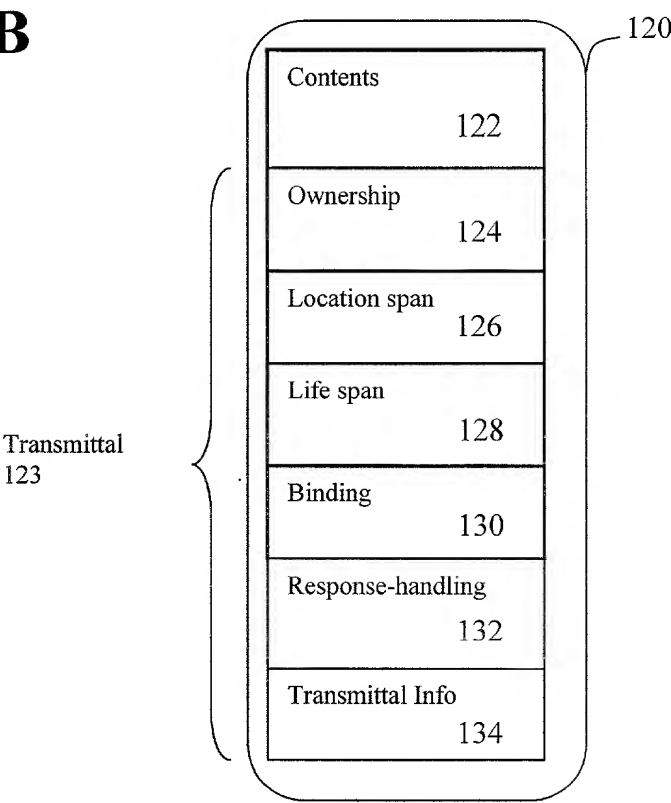 B
120
Contents
122
Ownership
124
Location span
126
Life span
128
Transmittal
123
Binding
130
Response-handling
132
Transmittal Info
134